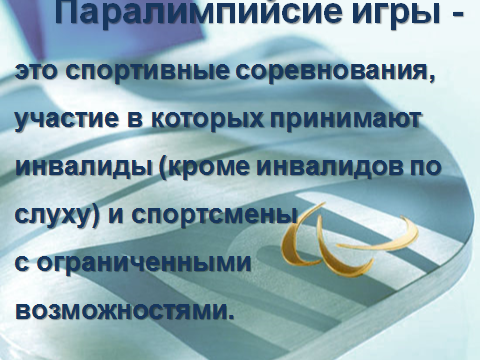 Паралимпийсие игры -
это спортивные соревнования,
участие в которых принимают
инвалиды (кроме инвалидов по
слуху) и спортсмены
с ограниченными
возможностями.